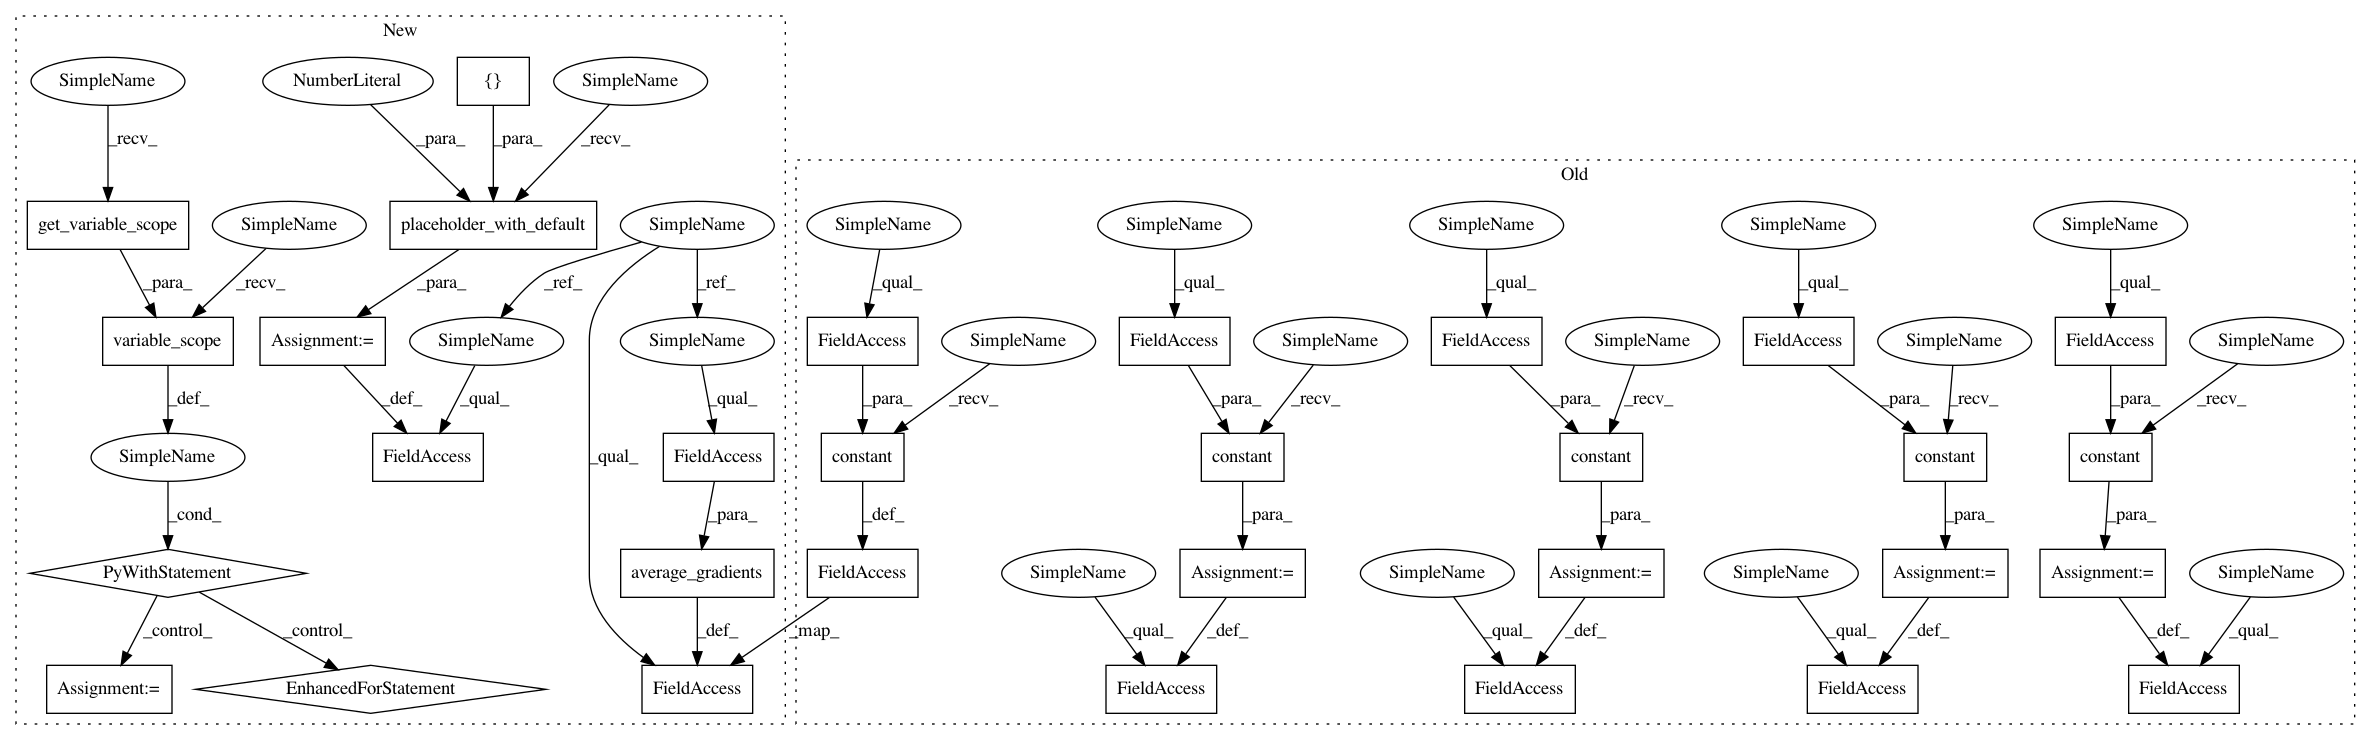 New
SimpleName NumberLiteral {} SimpleName
_recv_ _para_ _para_ _recv_
Old
get_variable_scope SimpleName placeholder_with_default SimpleName SimpleName SimpleName SimpleName SimpleName SimpleName
_para_ _recv_ _para_ _ref_ _ref_ _qual_ _qual_ _qual_ _qual_ _qual_
variable_scope Assignment:= SimpleName SimpleName FieldAccess SimpleName FieldAccess SimpleName FieldAccess SimpleName FieldAccess SimpleName FieldAccess SimpleName
_def_ _def_ _qual_ _qual_ _para_ _recv_ _para_ _recv_ _para_ _recv_ _para_ _recv_ _para_ _recv_
SimpleName FieldAccess _qual_ FieldAccess constant constant constant constant constant
_cond_ _para_ _def_ _para_ _para_ _para_ _para_
PyWithStatement average_gradients FieldAccess SimpleName Assignment:= SimpleName Assignment:= SimpleName Assignment:= Assignment:= SimpleName
_control_ _control_ _def_ _map_ _qual_ _def_ _qual_ _def_ _qual_ _def_ _def_ _qual_
Assignment:= EnhancedForStatement FieldAccess FieldAccess FieldAccess FieldAccess FieldAccess